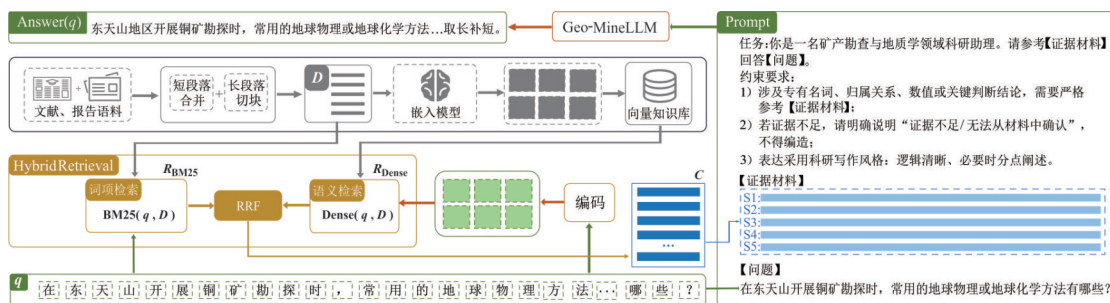 Answer(q)
东天山地区开展铜矿勘探时，常用的地球物理或地球化学方法…取长补短。
Geo-MineLLM
Prompt
任务:你是一名矿产勘查与地质学领域科研助理。请参考【证据材料】
回答【问题】。
约束要求：
1）涉及专有名词、归属关系、数值或关键判断结论，需要严格
参考【证据材料】；
2）若证据不足，请明确说明“证据不足/无法从材料中确认”，
不得编造；
3）表达采用科研写作风格：逻辑清晰、必要时分点阐述。
【证据材料】
S1:
S2:
S3:
S4:
S5:
【问题】
在东天山开展铜矿勘探时，常用的地球物理或地球化学方法有哪些？
文献、报告语料
短段落
合并
+
长段落
切块
D
嵌入模型
向量知识库
HybridRetrieval
R_BM25
词项检索
BM25(q,D)
RRF
R_Dense
语义检索
Dense(q,D)
编码
C
...
q
在东天山开展铜矿勘探时，常用的地球物理方法…哪些？